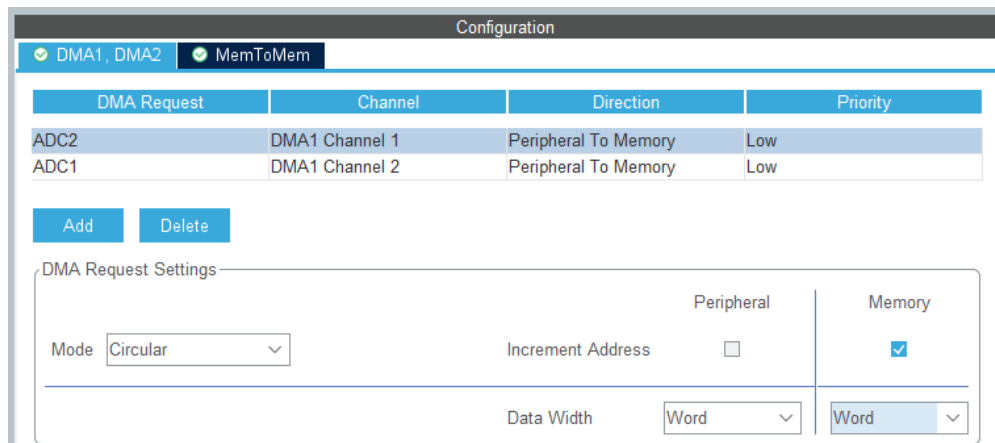 Configuration
DMA1, DMA2 MemToMem
DMA Request Channel Direction Priority
ADC2 DMA1 Channel 1 Peripheral To Memory Low
ADC1 DMA1 Channel 2 Peripheral To Memory Low
Add Delete
DMA Request Settings
Peripheral Memory
Mode Circular Increment Address
Data Width Word Word